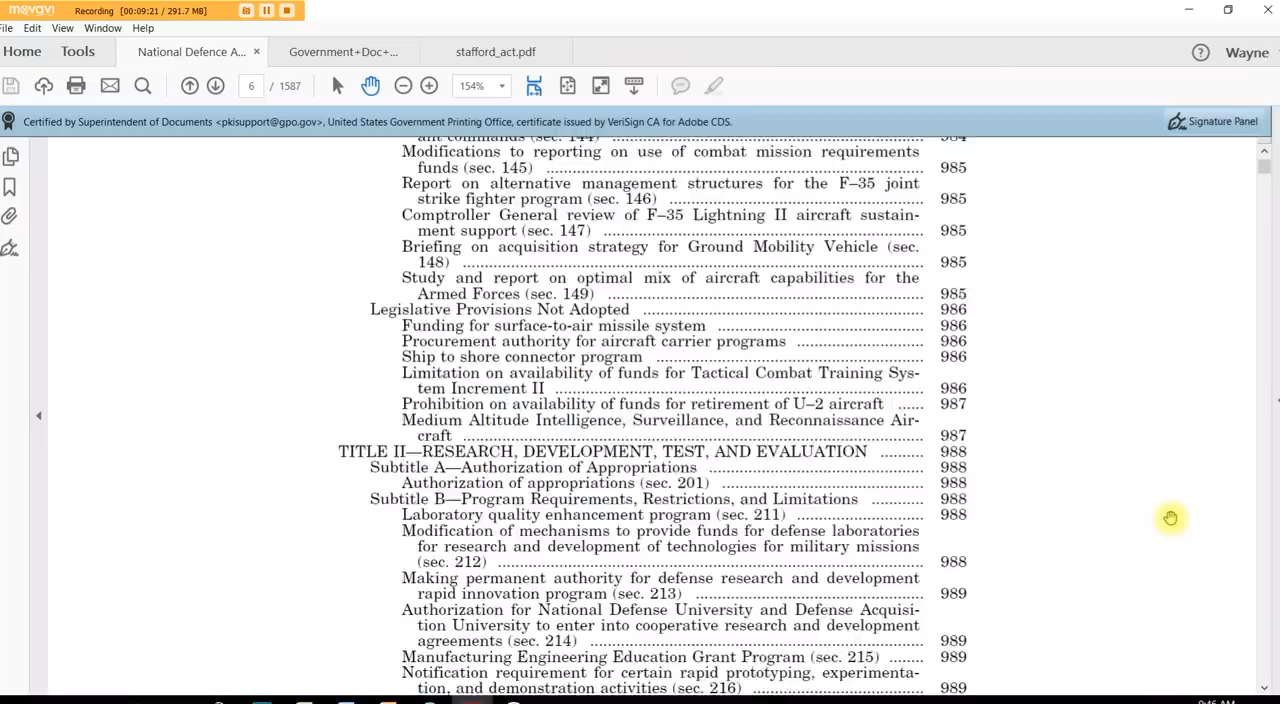 movavi Recording [00:09:21 / 291.7 MB]
File Edit View Window Help
Home Tools National Defence A... × Government+Doc+... stafford_act.pdf ? Wayne
6 / 1587 154%
Certified by Superintendent of Documents <pkisupport@gpo.gov>, United States Government Printing Office, certificate issued by VeriSign CA for Adobe CDS. Signature Panel
ant commands (sec. 144) ........ 984
Modifications to reporting on use of combat mission requirements
funds (sec. 145) ........ 985
Report on alternative management structures for the F–35 joint
strike fighter program (sec. 146) ........ 985
Comptroller General review of F–35 Lightning II aircraft sustain-
ment support (sec. 147) ........ 985
Briefing on acquisition strategy for Ground Mobility Vehicle (sec.
148) ........ 985
Study and report on optimal mix of aircraft capabilities for the
Armed Forces (sec. 149) ........ 985
Legislative Provisions Not Adopted ........ 986
Funding for surface-to-air missile system ........ 986
Procurement authority for aircraft carrier programs ........ 986
Ship to shore connector program ........ 986
Limitation on availability of funds for Tactical Combat Training Sys-
tem Increment II ........ 986
Prohibition on availability of funds for retirement of U–2 aircraft ...... 987
Medium Altitude Intelligence, Surveillance, and Reconnaissance Air-
craft ........ 987
TITLE II—RESEARCH, DEVELOPMENT, TEST, AND EVALUATION .......... 988
Subtitle A—Authorization of Appropriations ........ 988
Authorization of appropriations (sec. 201) ........ 988
Subtitle B—Program Requirements, Restrictions, and Limitations ............ 988
Laboratory quality enhancement program (sec. 211) ........ 988
Modification of mechanisms to provide funds for defense laboratories
for research and development of technologies for military missions
(sec. 212) ........ 988
Making permanent authority for defense research and development
rapid innovation program (sec. 213) ........ 989
Authorization for National Defense University and Defense Acquisi-
tion University to enter into cooperative research and development
agreements (sec. 214) ........ 989
Manufacturing Engineering Education Grant Program (sec. 215) ........ 989
Notification requirement for certain rapid prototyping, experimenta-
tion, and demonstration activities (sec. 216) ........ 989
9:46 AM